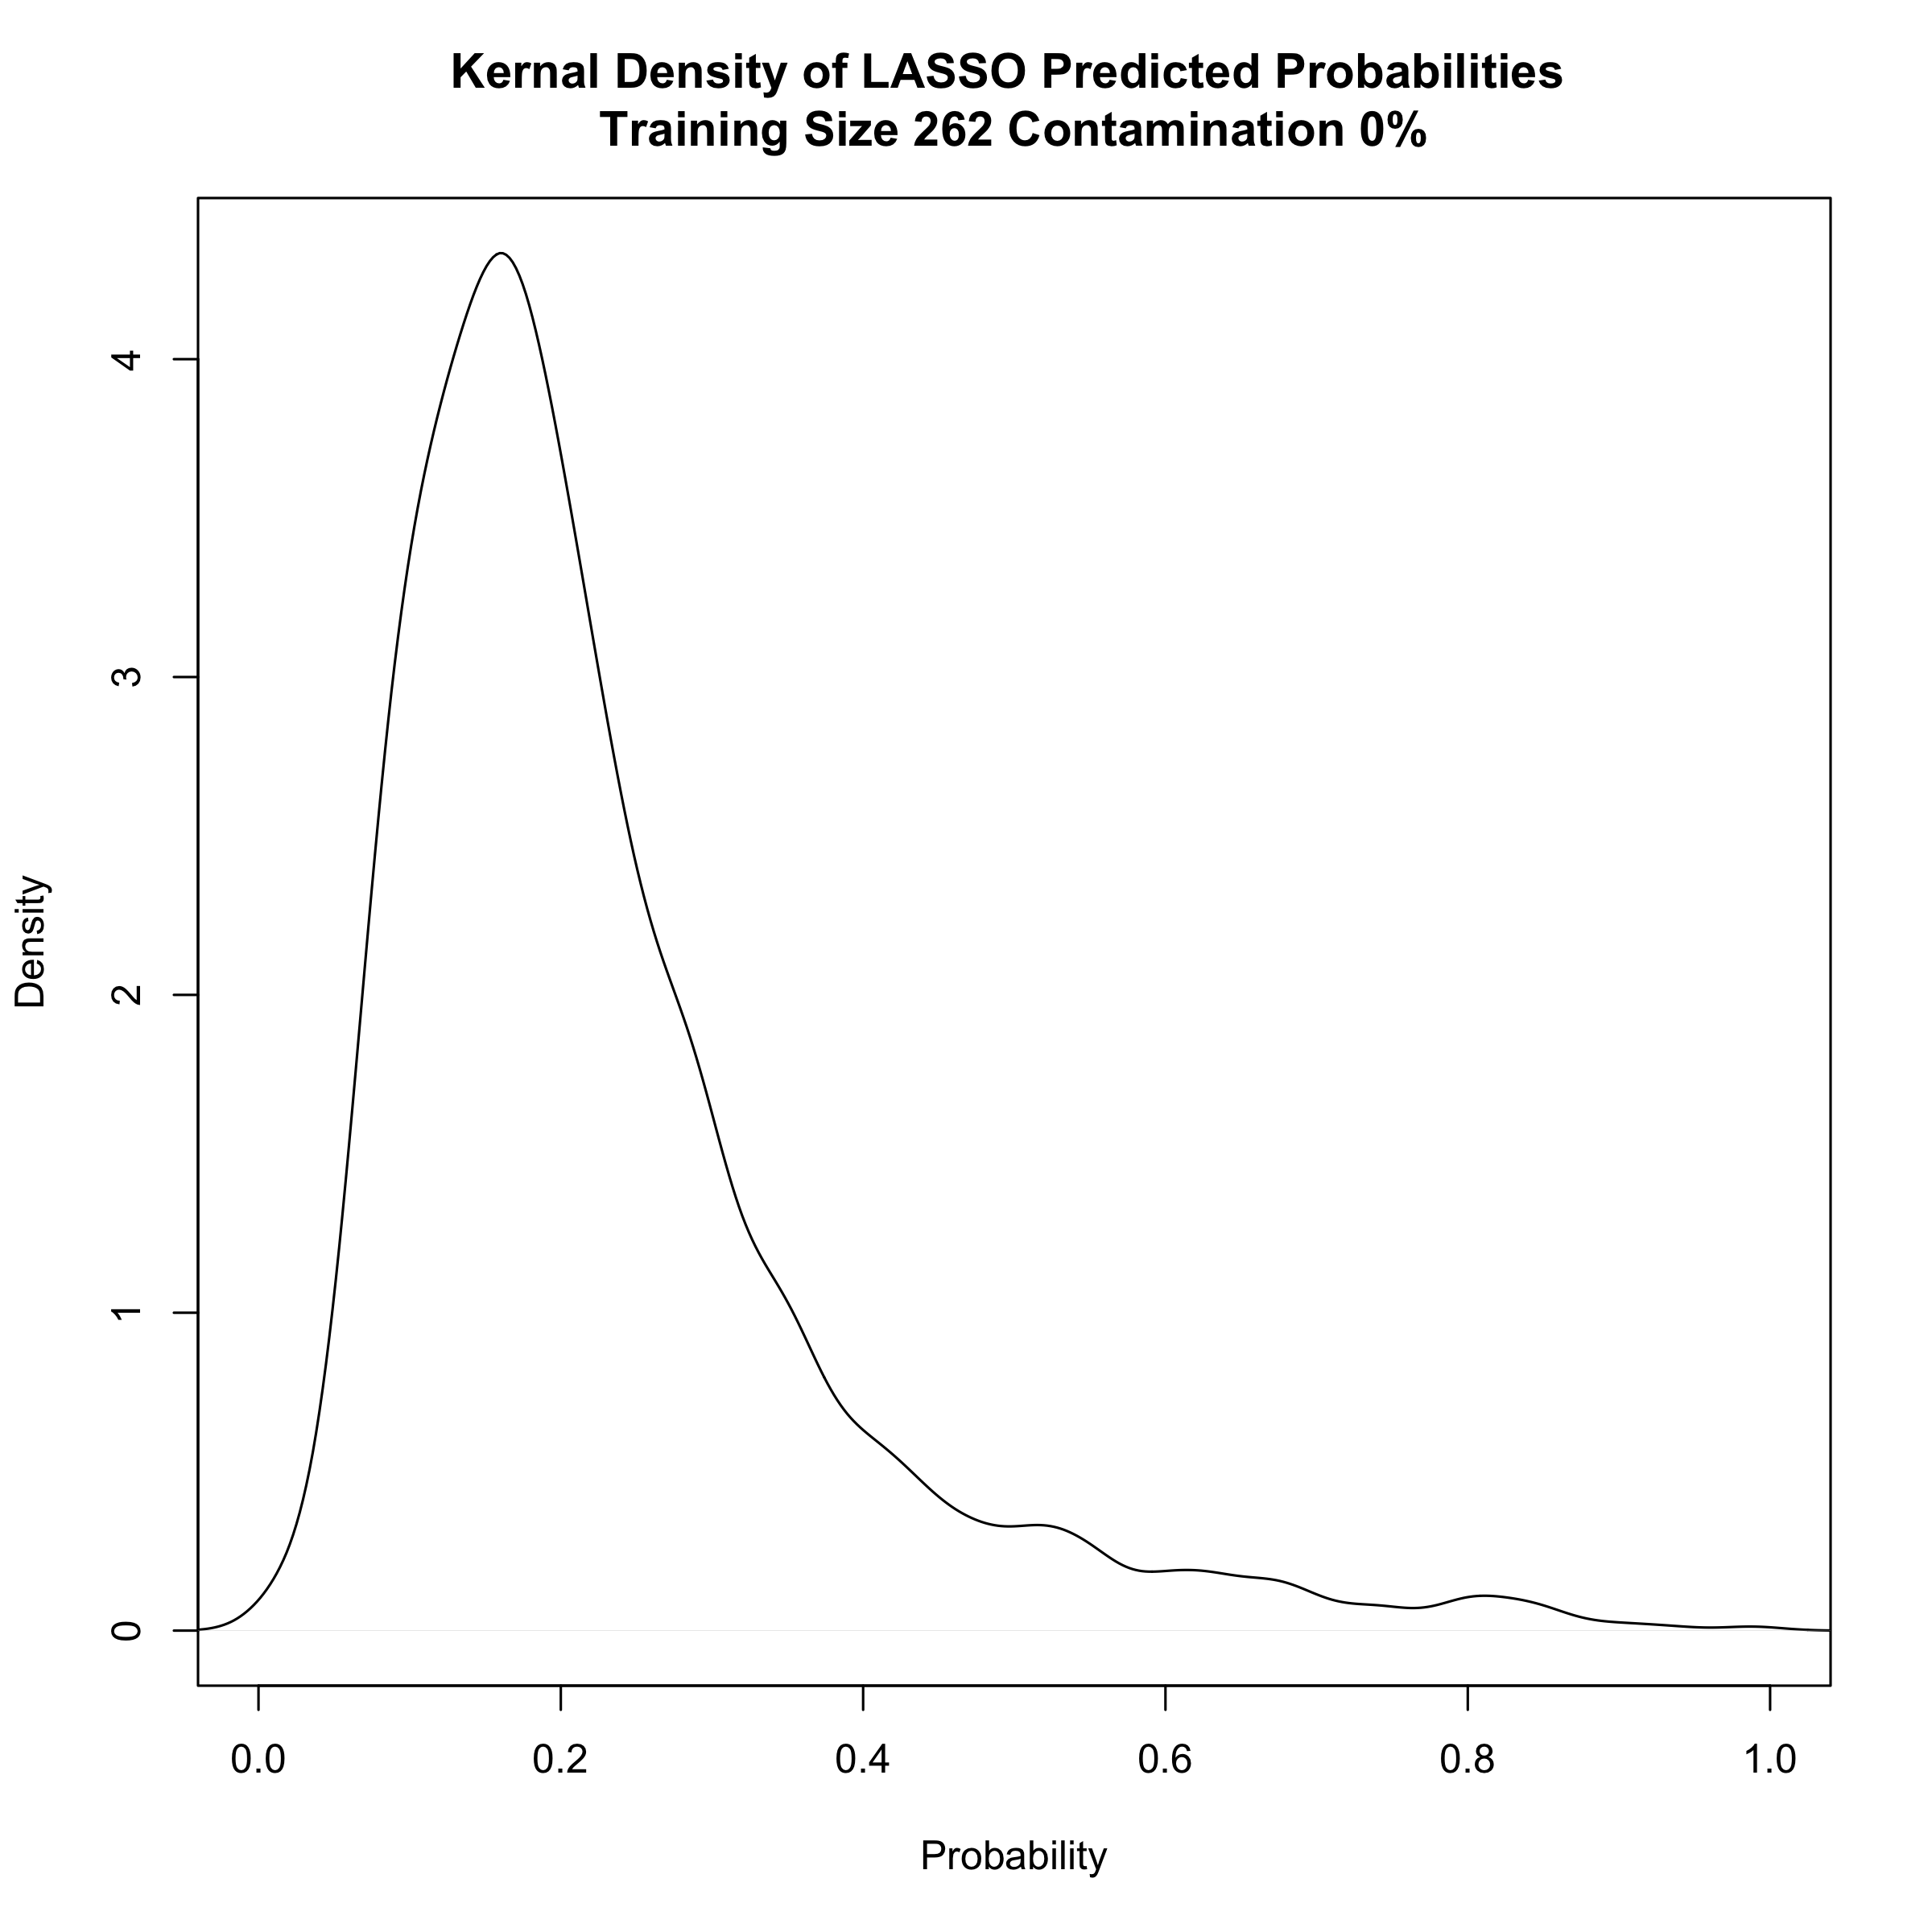 Kernal Density of LASSO Predicted Probabilities
Training Size 262 Contamination 0%
Density
4
3
2
1
0
0.0 0.2 0.4 0.6 0.8 1.0
Probability